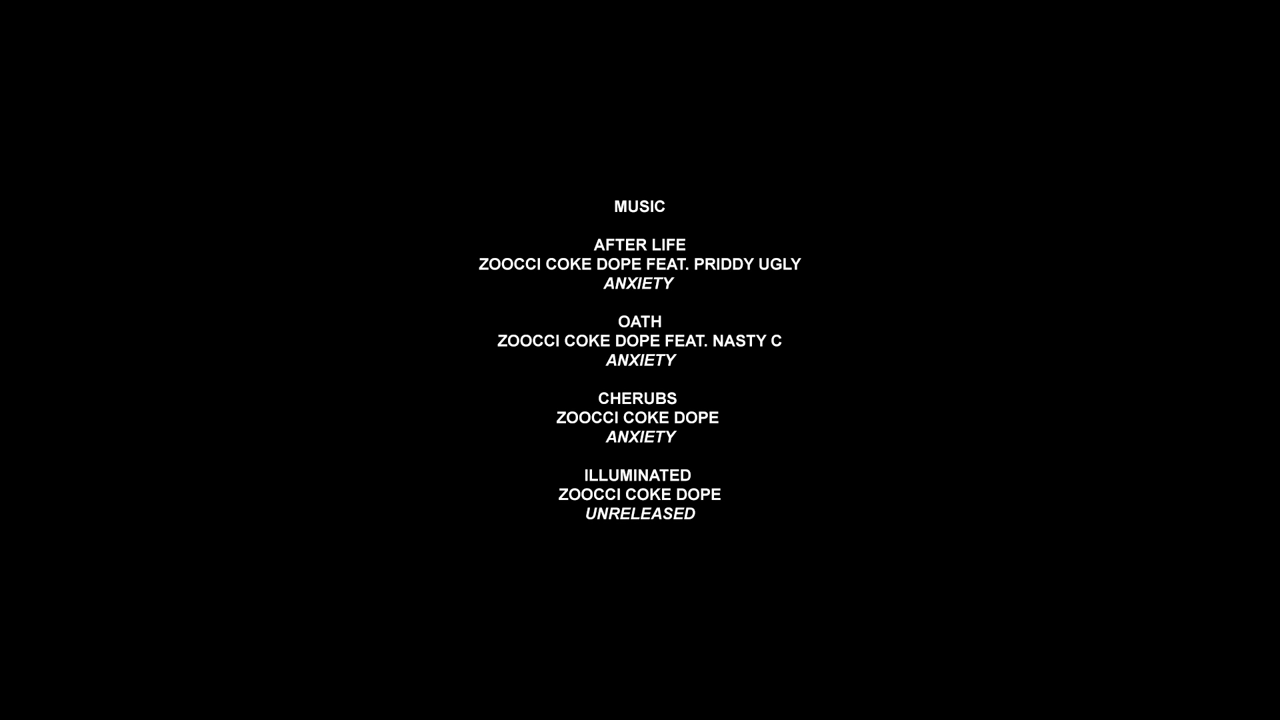 MUSIC
AFTER LIFE
ZOOCCI COKE DOPE FEAT. PRIDDY UGLY
ANXIETY
OATH
ZOOCCI COKE DOPE FEAT. NASTY C
ANXIETY
CHERUBS
ZOOCCI COKE DOPE
ANXIETY
ILLUMINATED
ZOOCCI COKE DOPE
UNRELEASED